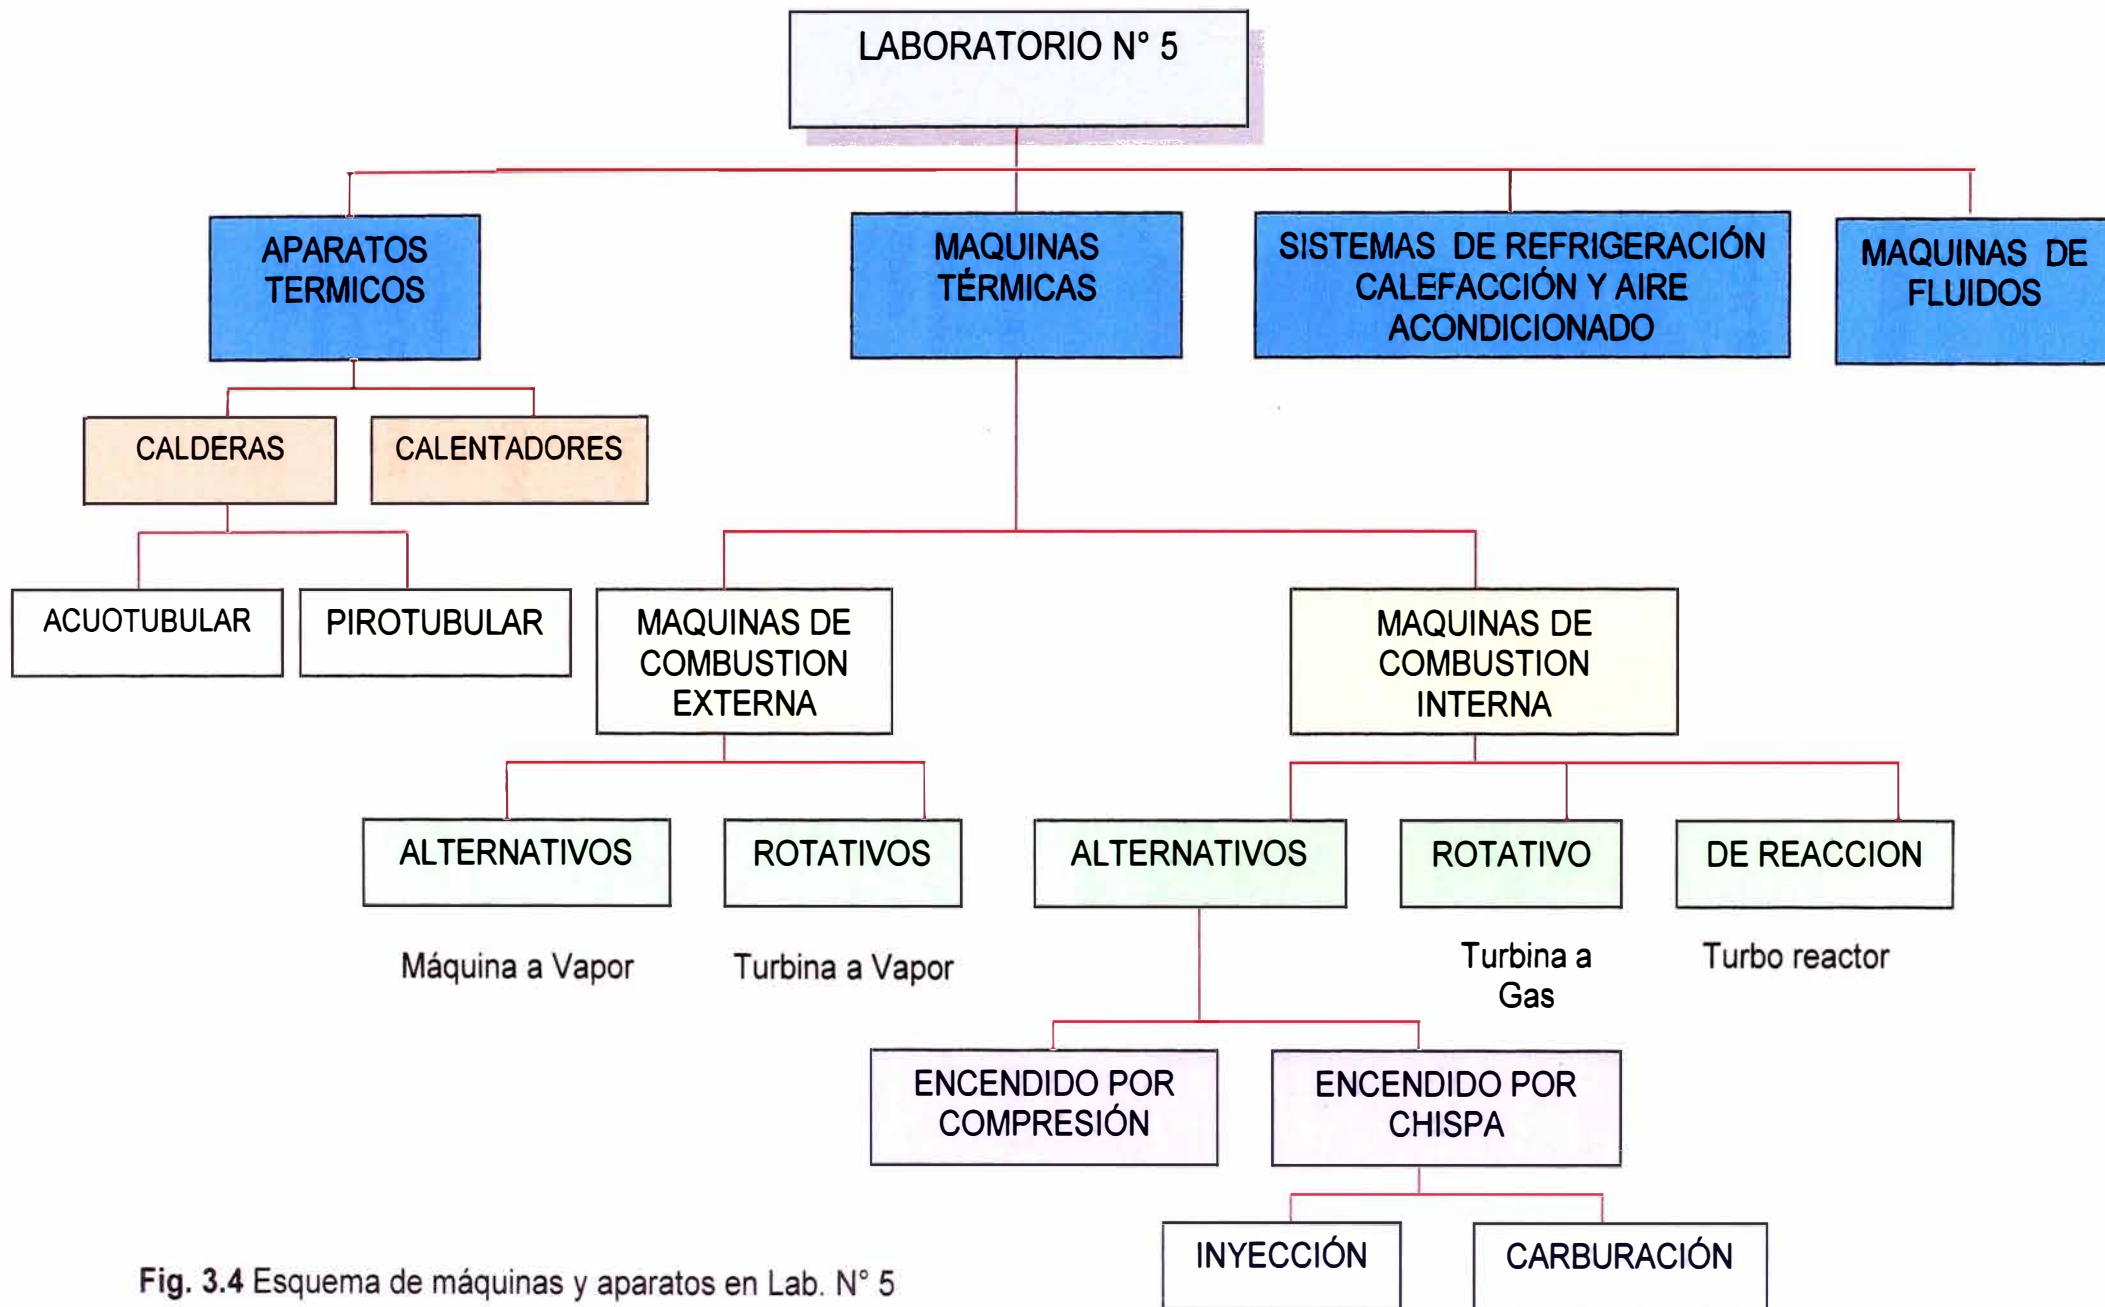 LABORATORIO N° 5
APARATOS
TERMICOS
MAQUINAS
TÉRMICAS
SISTEMAS DE REFRIGERACIÓN
CALEFACCIÓN Y AIRE
ACONDICIONADO
MAQUINAS DE
FLUIDOS
CALDERAS
CALENTADORES
ACUOTUBULAR
PIROTUBULAR
MAQUINAS DE
COMBUSTION
EXTERNA
MAQUINAS DE
COMBUSTION
INTERNA
ALTERNATIVOS
ROTATIVOS
ALTERNATIVOS
ROTATIVO
DE REACCION
Máquina a Vapor
Turbina a Vapor
Turbina a
Gas
Turbo reactor
ENCENDIDO POR
COMPRESIÓN
ENCENDIDO POR
CHISPA
INYECCIÓN
CARBURACIÓN
Fig. 3.4 Esquema de máquinas y aparatos en Lab. N° 5